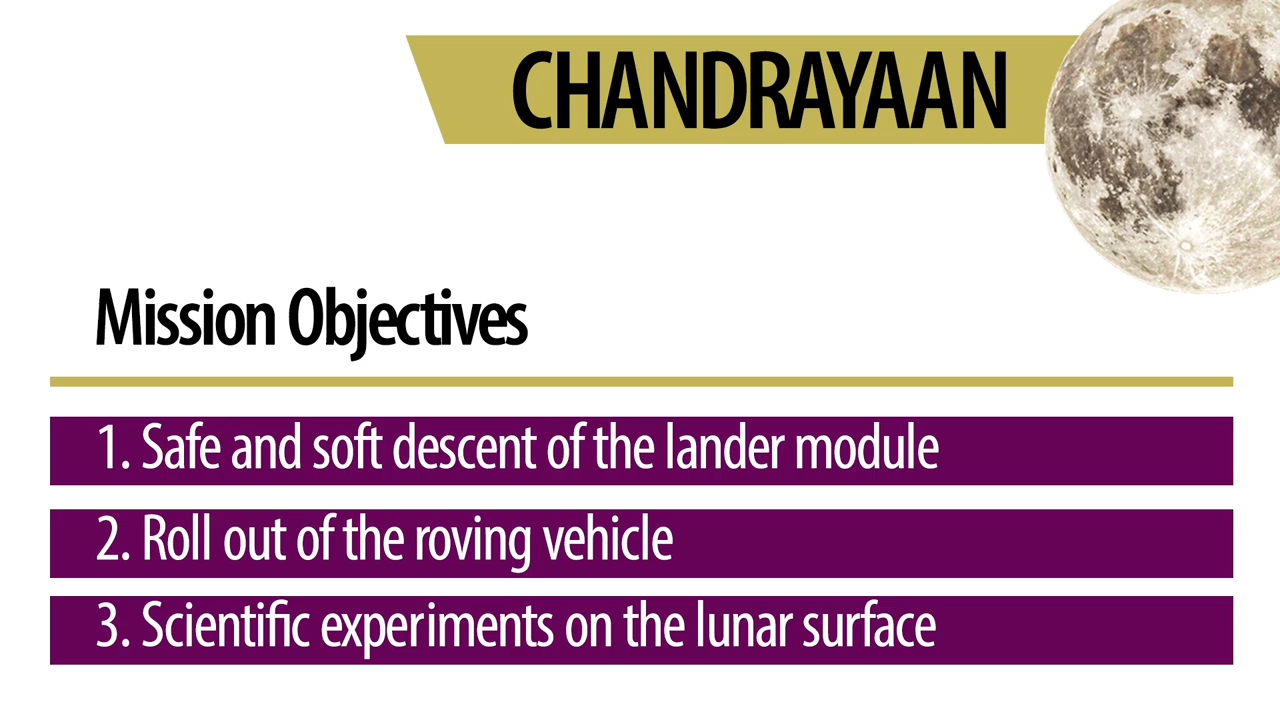 CHANDRAYAAN
Mission Objectives
1. Safe and soft descent of the lander module
2. Roll out of the roving vehicle
3. Scientific experiments on the lunar surface